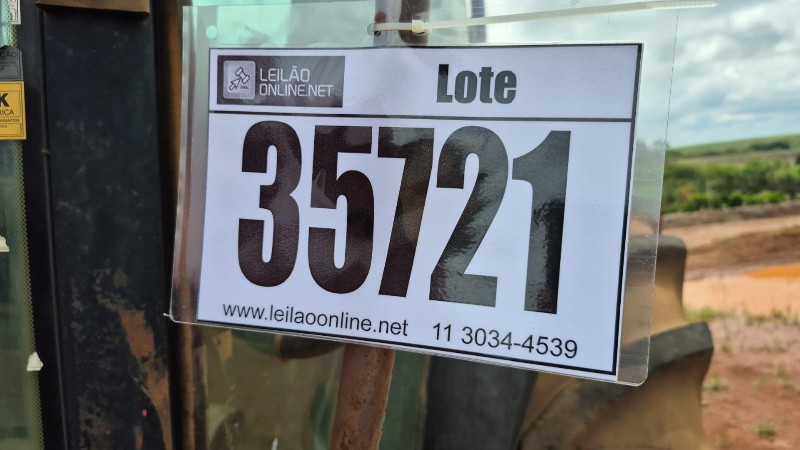 LEILÃO
ONLINE.NET
Lote
35721
www.leilaoonline.net 11 3034-4539
K